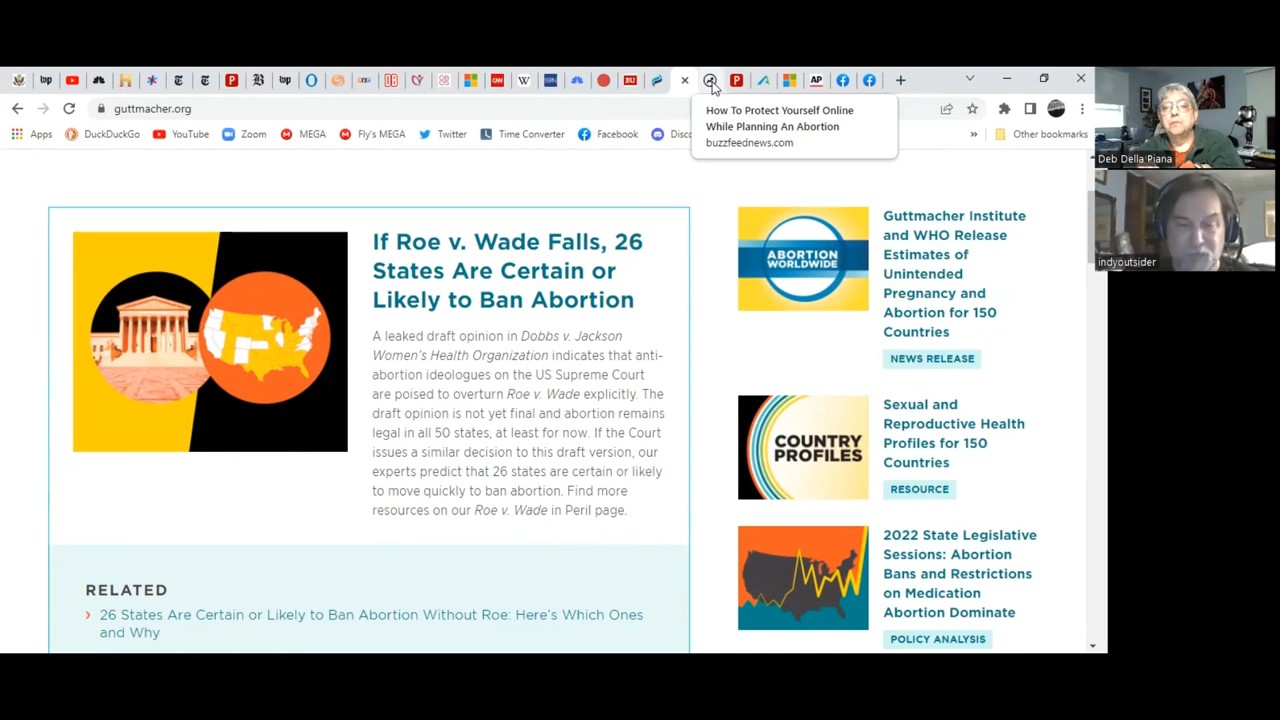 guttmacher.org
Apps
DuckDuckGo
YouTube
Zoom
MEGA
Fly's MEGA
Twitter
Time Converter
Facebook
Other bookmarks
How To Protect Yourself Online
While Planning An Abortion
buzzfeednews.com
Deb Della Piana
indyoutsider
If Roe v. Wade Falls, 26
States Are Certain or
Likely to Ban Abortion
A leaked draft opinion in Dobbs v. Jackson
Women's Health Organization indicates that anti-
abortion ideologues on the US Supreme Court
are poised to overturn Roe v. Wade explicitly. The
draft opinion is not yet final and abortion remains
legal in all 50 states, at least for now. If the Court
issues a similar decision to this draft version, our
experts predict that 26 states are certain or likely
to move quickly to ban abortion. Find more
resources on our Roe v. Wade in Peril page.
RELATED
26 States Are Certain or Likely to Ban Abortion Without Roe: Here's Which Ones
and Why
ABORTION
WORLDWIDE
Guttmacher Institute
and WHO Release
Estimates of
Unintended
Pregnancy and
Abortion for 150
Countries
NEWS RELEASE
COUNTRY
PROFILES
Sexual and
Reproductive Health
Profiles for 150
Countries
RESOURCE
2022 State Legislative
Sessions: Abortion
Bans and Restrictions
on Medication
Abortion Dominate
POLICY ANALYSIS